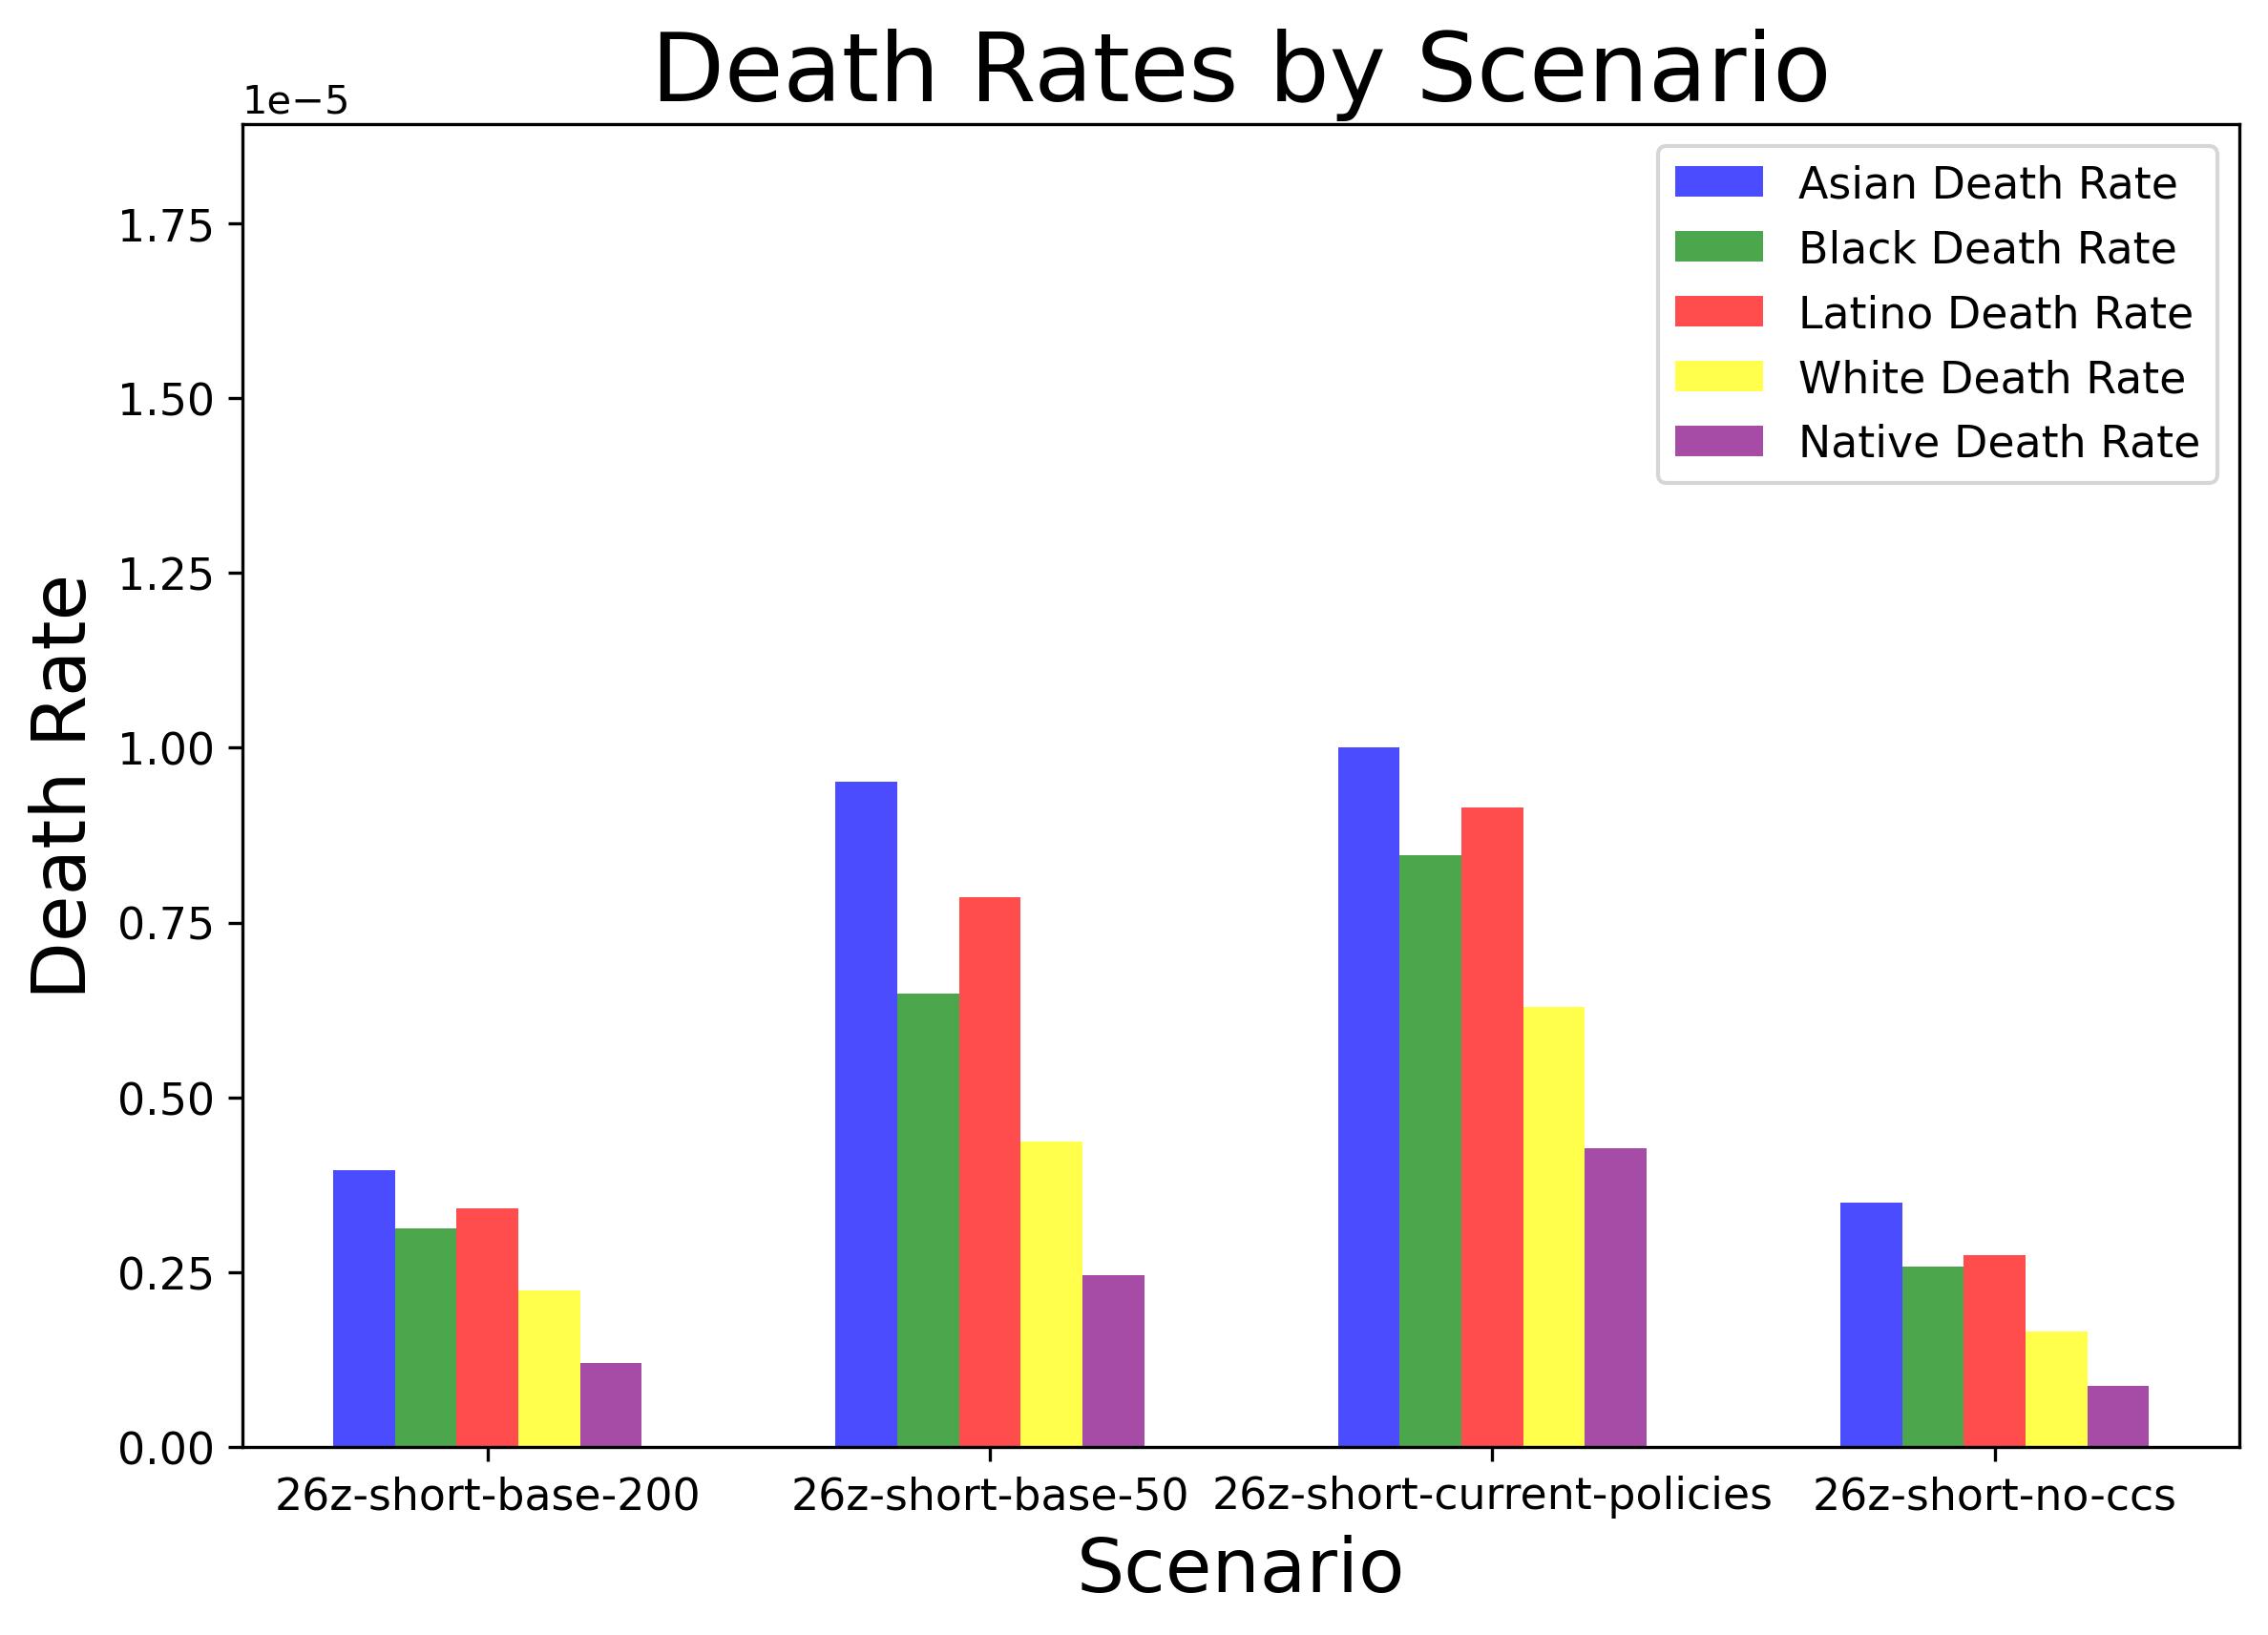 Death Rates by Scenario
1e−5
1.75
1.50
1.25
1.00
0.75
0.50
0.25
0.00
Death Rate
Asian Death Rate
Black Death Rate
Latino Death Rate
White Death Rate
Native Death Rate
26z-short-base-200 26z-short-base-50 26z-short-current-policies 26z-short-no-ccs
Scenario